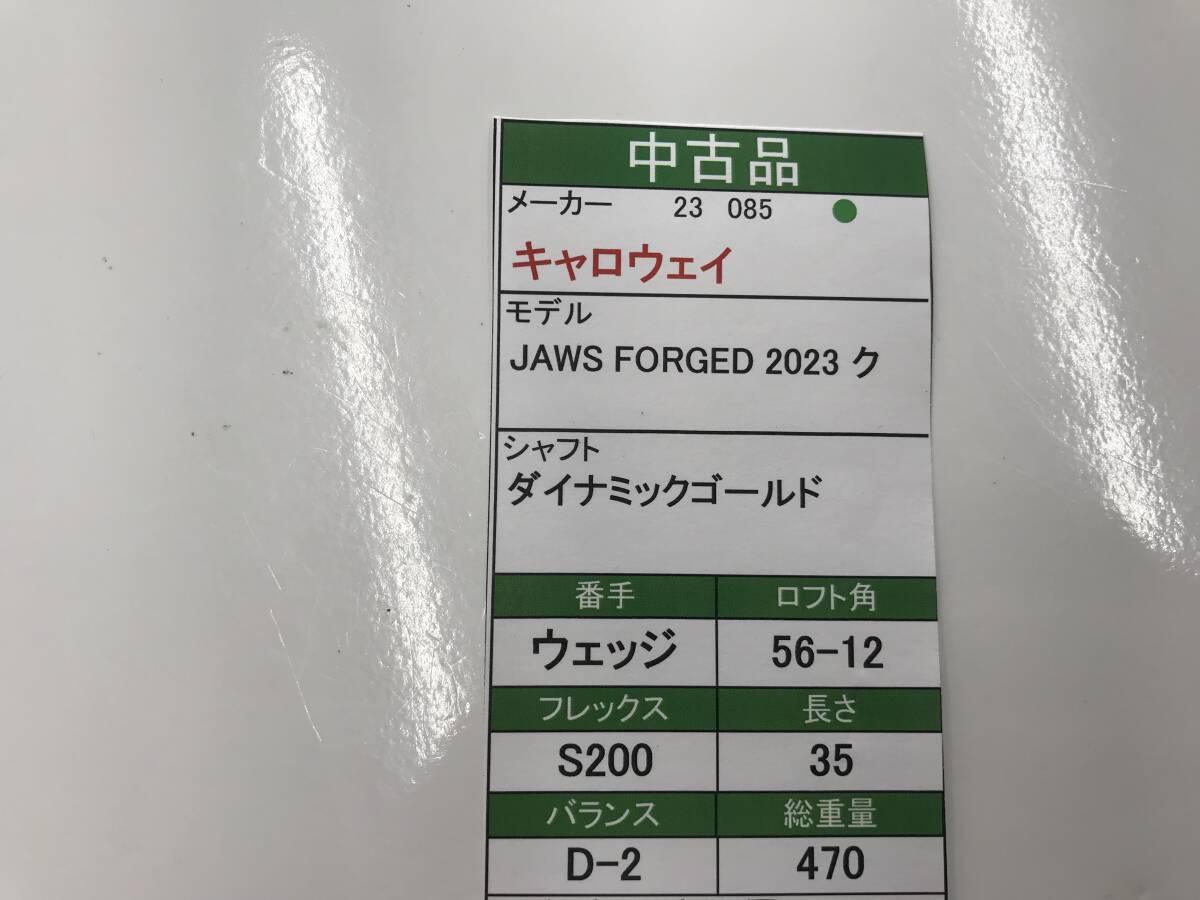 中古品
メーカー 23 085
キャロウェイ
モデル
JAWS FORGED 2023 ク
シャフト
ダイナミックゴールド
番手 ロフト角
ウェッジ 56-12
フレックス 長さ
S200 35
バランス 総重量
D-2 470